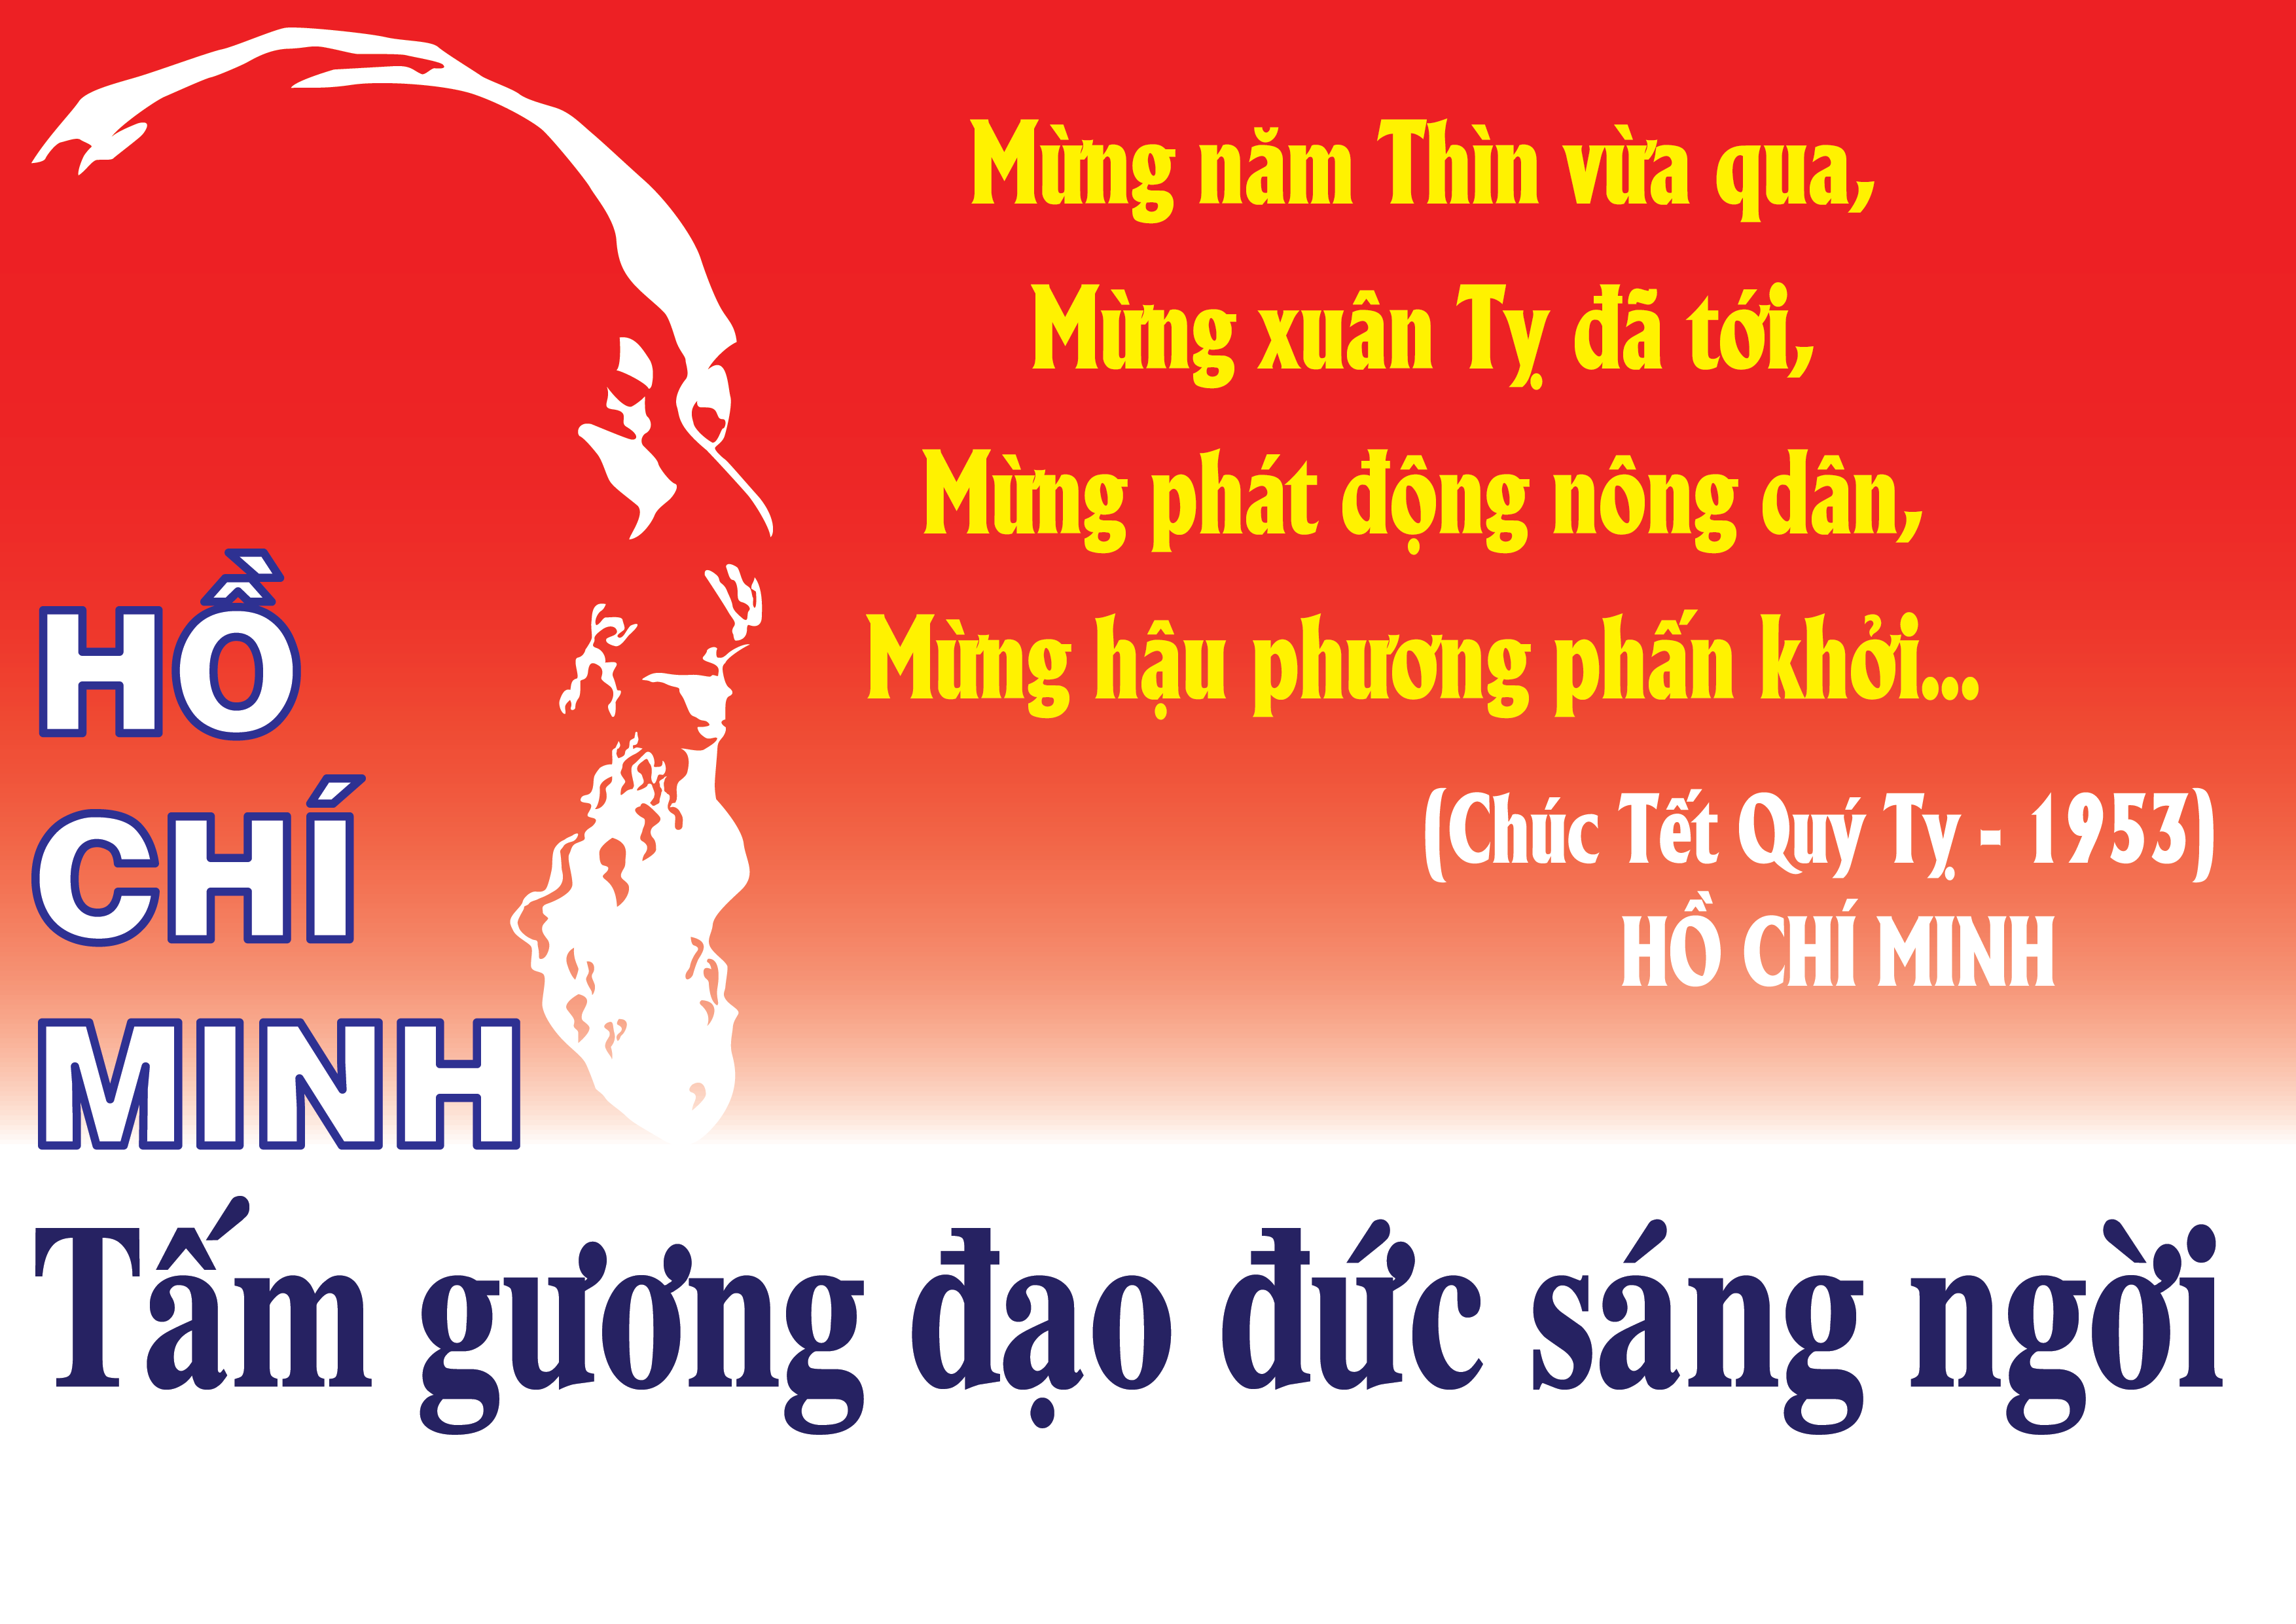 Mừng năm Thìn vừa qua,
Mừng xuân Tỵ đã tới,
Mừng phát động nông dân,
Mừng hậu phương phấn khởi...
(Chúc Tết Quý Tỵ - 1953)
HỒ CHÍ MINH
HỒ
CHÍ
MINH
Tấm gương đạo đức sáng ngời